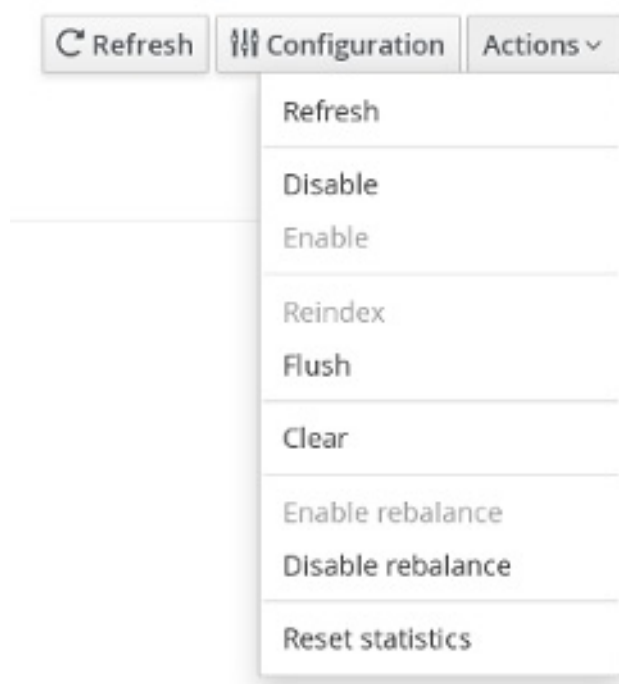 Refresh Configuration Actions
Refresh
Disable
Enable
Reindex
Flush
Clear
Enable rebalance
Disable rebalance
Reset statistics